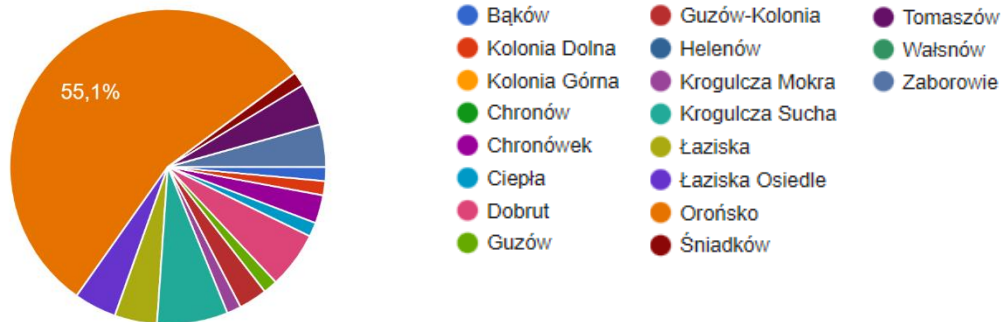 55,1%
Bąków
Kolonia Dolna
Kolonia Górna
Chronów
Chronówek
Ciepła
Dobrut
Guzów
Guzów-Kolonia
Helenów
Krogulcza Mokra
Krogulcza Sucha
Łaziska
Łaziska Osiedle
Orońsko
Śniadków
Tomaszów
Wałsnów
Zaborowie